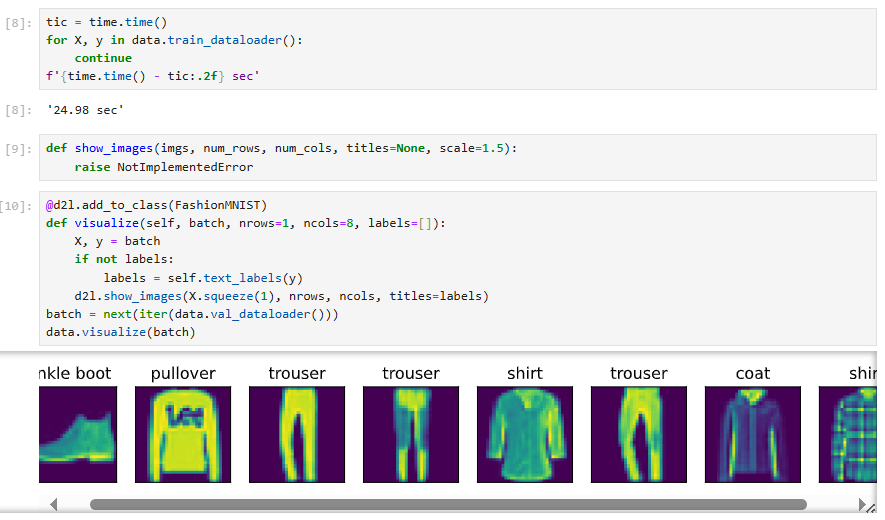 [8]:
tic = time.time()
for X, y in data.train_dataloader():
    continue
f'{time.time() - tic:.2f} sec'
[8]:
'24.98 sec'
[9]:
def show_images(imgs, num_rows, num_cols, titles=None, scale=1.5):
    raise NotImplementedError
[10]:
@d2l.add_to_class(FashionMNIST)
def visualize(self, batch, nrows=1, ncols=8, labels=[]):
    X, y = batch
    if not labels:
        labels = self.text_labels(y)
    d2l.show_images(X.squeeze(1), nrows, ncols, titles=labels)
batch = next(iter(data.val_dataloader()))
data.visualize(batch)
nkle boot pullover trouser trouser shirt trouser coat shir